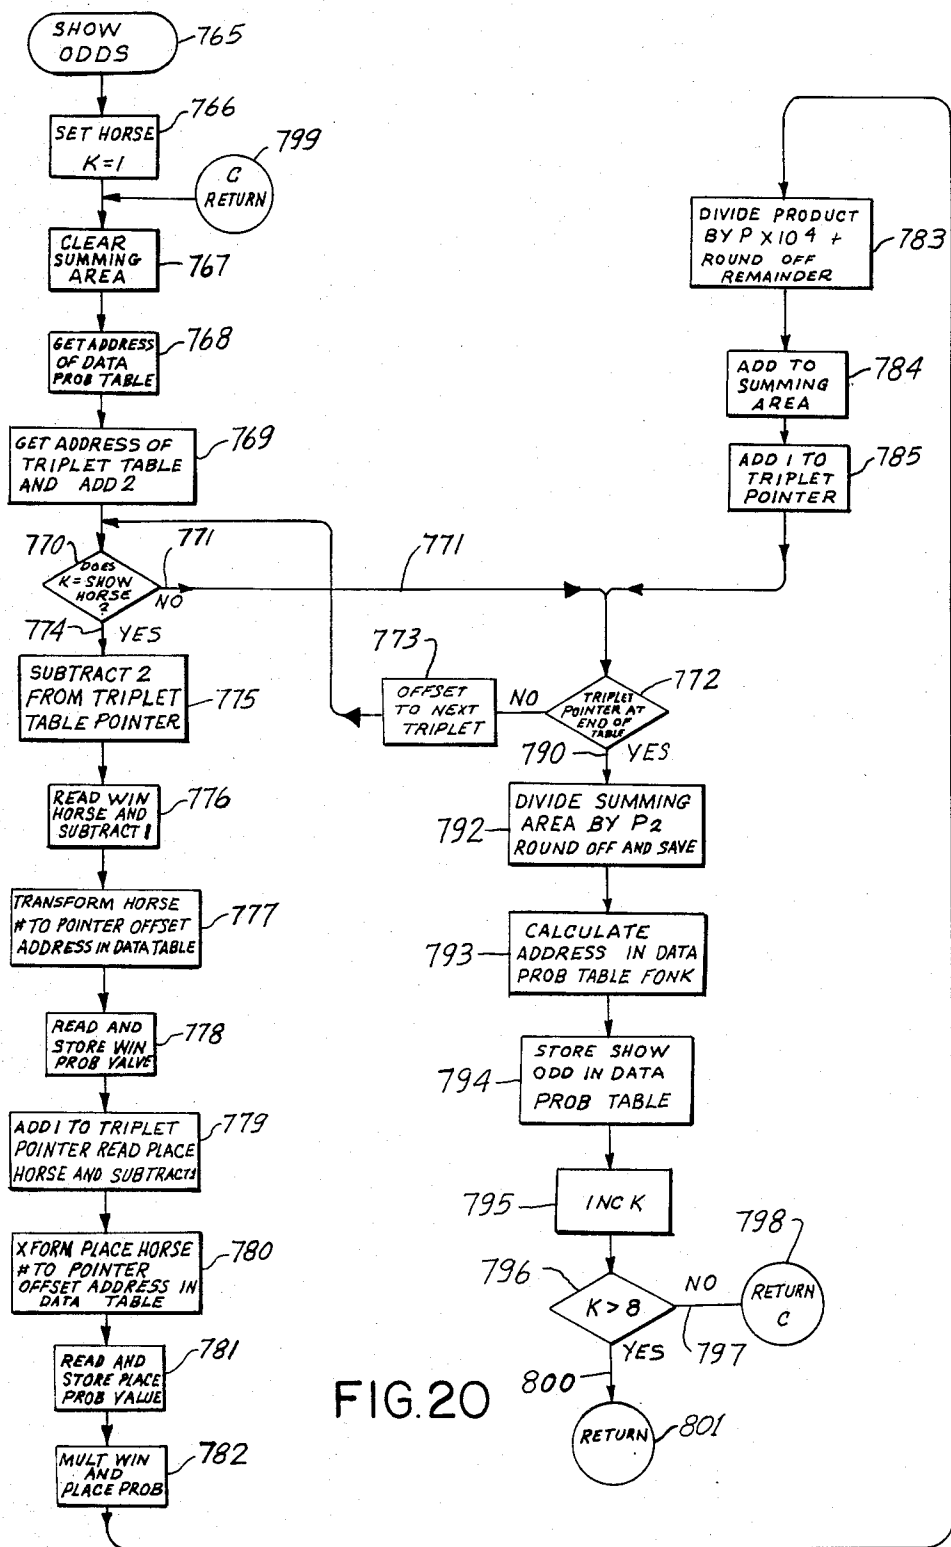 SHOW
ODDS
765
SET HORSE
K=1
766
C
RETURN
799
CLEAR
SUMMING
AREA
767
GET ADDRESS
OF DATA
PROB TABLE
768
GET ADDRESS OF
TRIPLET TABLE
AND ADD 2
769
770
DOES
K=SHOW
HORSE
?
771
NO
771
774
YES
SUBTRACT 2
FROM TRIPLET
TABLE POINTER
775
READ WIN
HORSE AND
SUBTRACT 1
776
TRANSFORM HORSE
# TO POINTER OFFSET
ADDRESS IN DATA TABLE
777
READ AND
STORE WIN
PROB VALUE
778
ADD 1 TO TRIPLET
POINTER READ PLACE
HORSE AND SUBTRACT 1
779
XFORM PLACE HORSE
# TO POINTER
OFFSET ADDRESS IN
DATA TABLE
780
READ AND
STORE PLACE
PROB VALUE
781
MULT WIN
AND
PLACE PROB
782
DIVIDE PRODUCT
BY P X10 4 +
ROUND OFF
REMAINDER
783
ADD TO
SUMMING
AREA
784
ADD 1 TO
TRIPLET
POINTER
785
773
OFFSET
TO NEXT
TRIPLET
NO
TRIPLET
POINTER AT
END OF
TABLE
772
790
YES
DIVIDE SUMMING
AREA BY P2
ROUND OFF AND SAVE
792
CALCULATE
ADDRESS IN DATA
PROB TABLE FONK
793
STORE SHOW
ODD IN DATA
PROB TABLE
794
INC K
795
796
K > 8
NO
797
RETURN
C
798
YES
800
RETURN
801
FIG.20